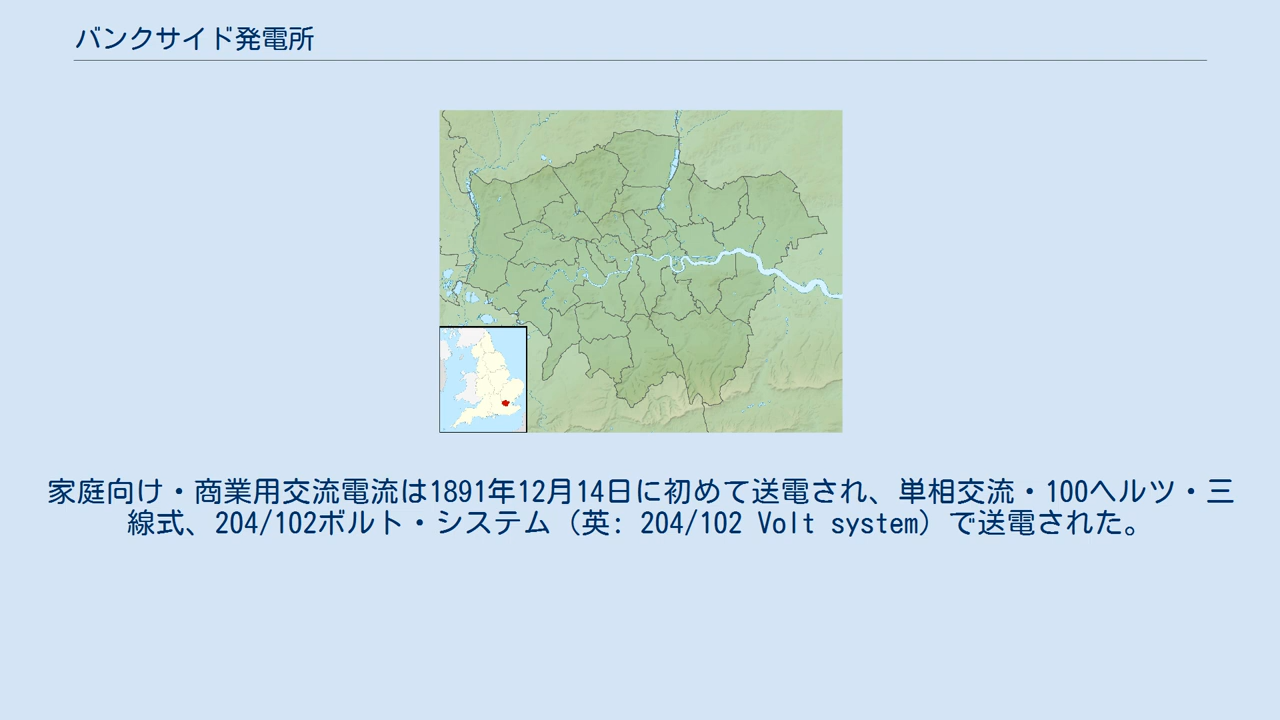 バンクサイド発電所
家庭向け・商業用交流電流は1891年12月14日に初めて送電され、単相交流・100ヘルツ・三
線式、204/102ボルト・システム（英: 204/102 Volt system）で送電された。